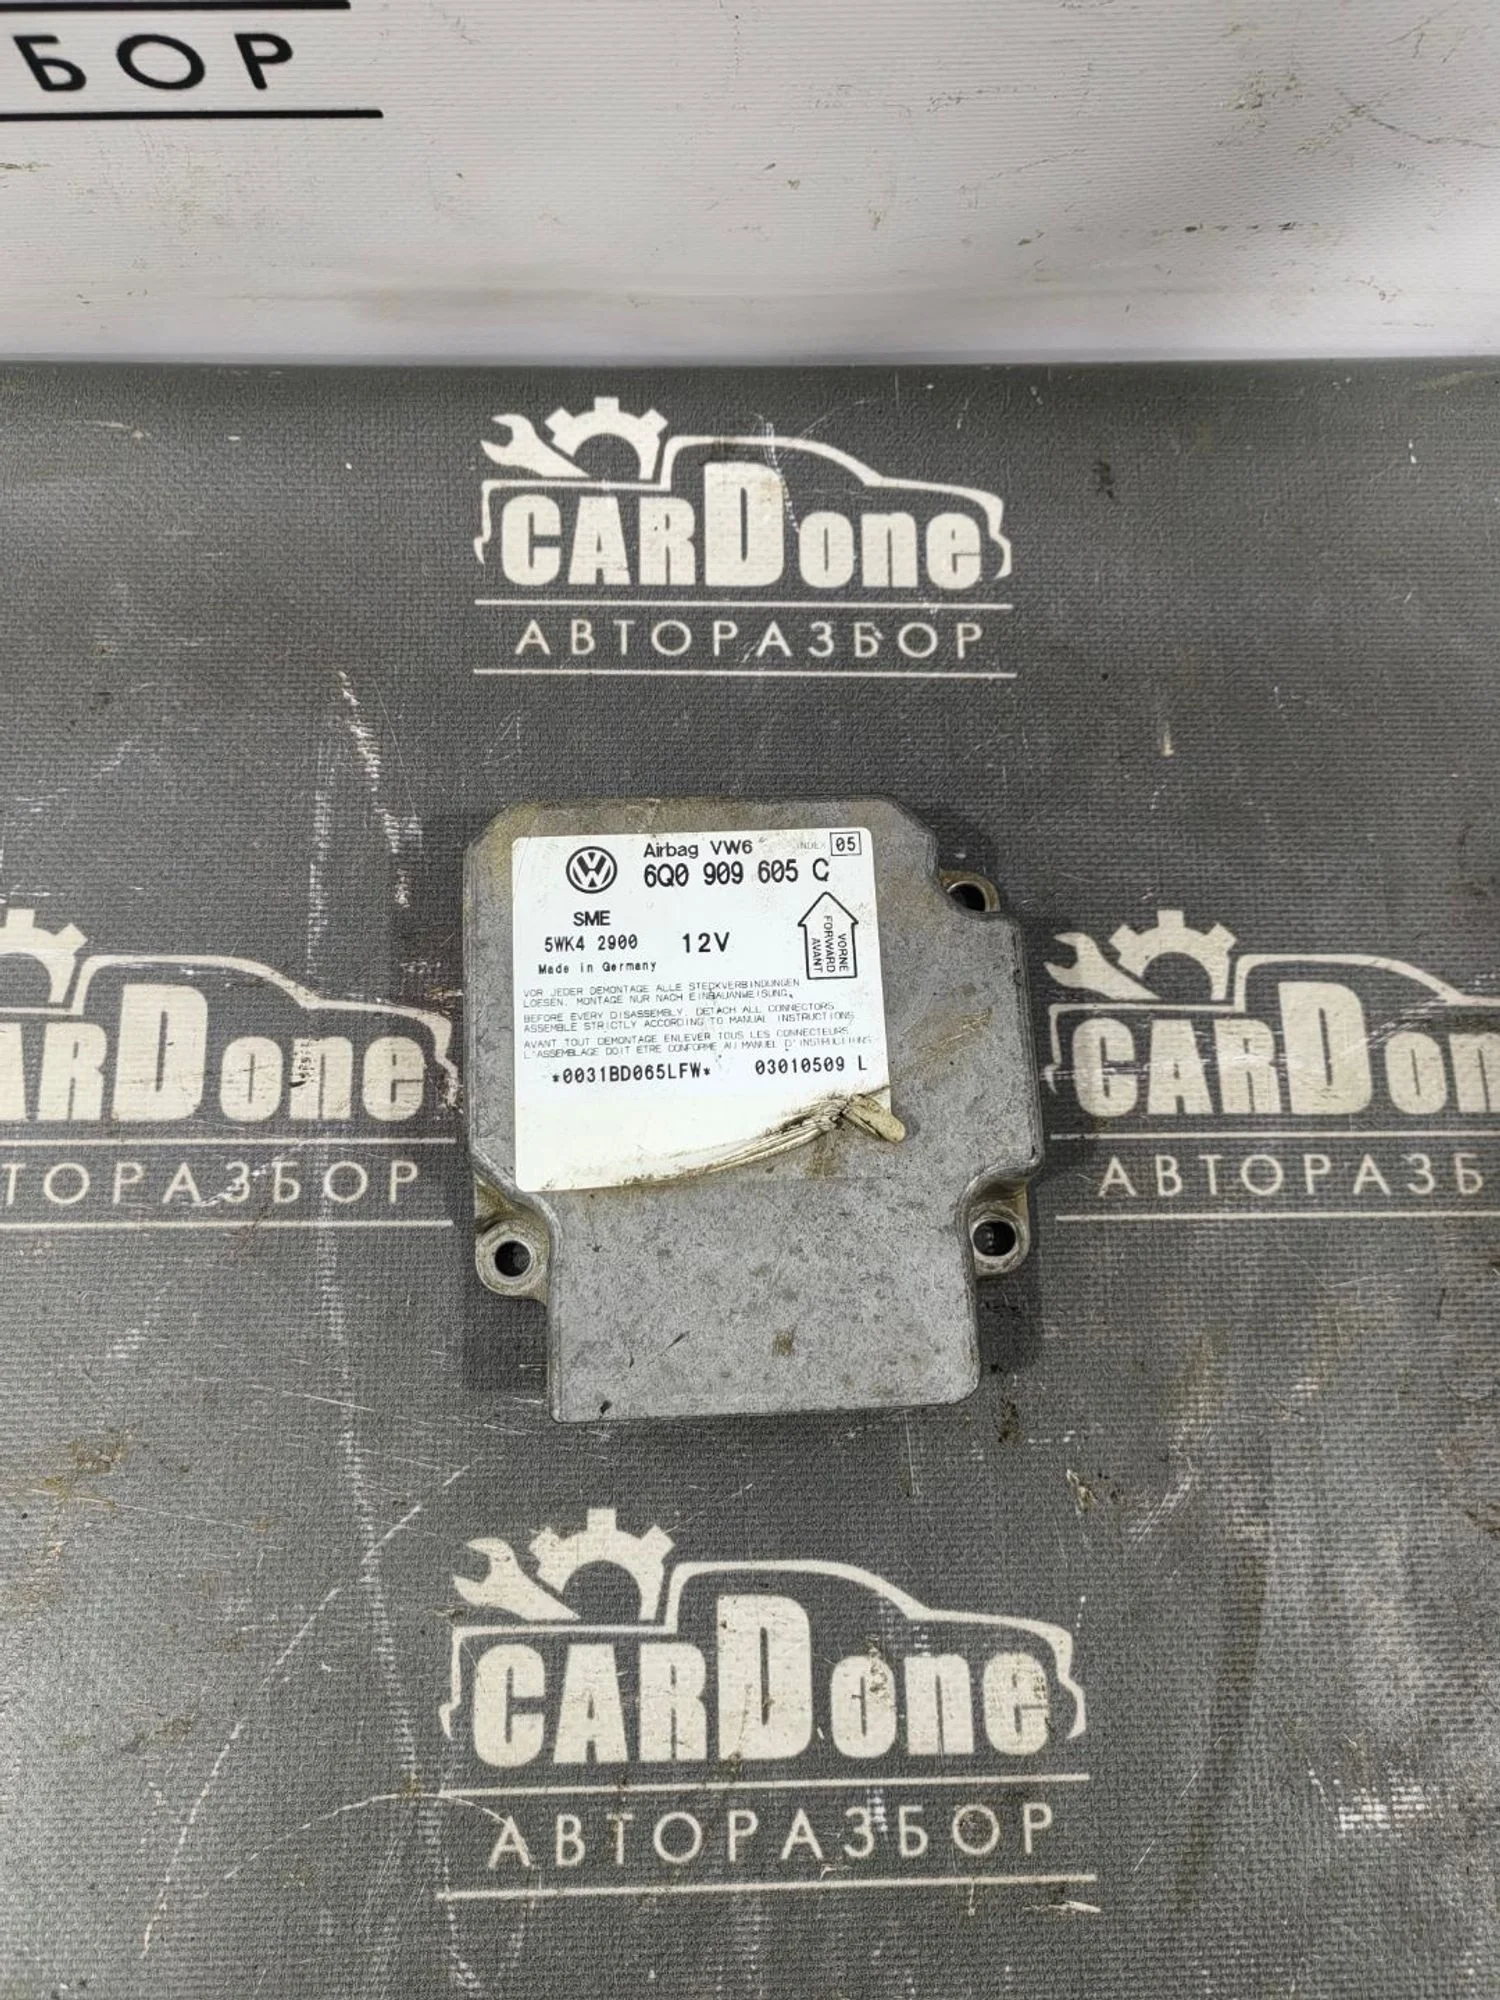 БОР
CARDone
АВТОРАЗБОР
Airbag VW6 INDEX 05
6Q0 909 605 C
SME
5WK4 2900 12V
Made in Germany
VORNE
FORWARD
AVANT
VOR JEDER DEMONTAGE ALLE STECKVERBINDUNGEN
LOESEN. MONTAGE NUR NACH EINBAUANWEISUNG.
BEFORE EVERY DISASSEMBLY, DETACH ALL CONNECTORS
ASSEMBLE STRICTLY ACCORDING TO MANUAL INSTRUCTIONS
AVANT TOUT DEMONTAGE ENLEVER TOUS LES CONNECTEURS
L'ASSEMBLAGE DOIT ETRE CONFORME AU MANUEL D'INSTRUCTIONS
*0031BD065LFW* 03010509 L
ARDone
ТОРАЗБОР
CARDon
АВТОРАЗБ
CARDone
АВТОРАЗБОР